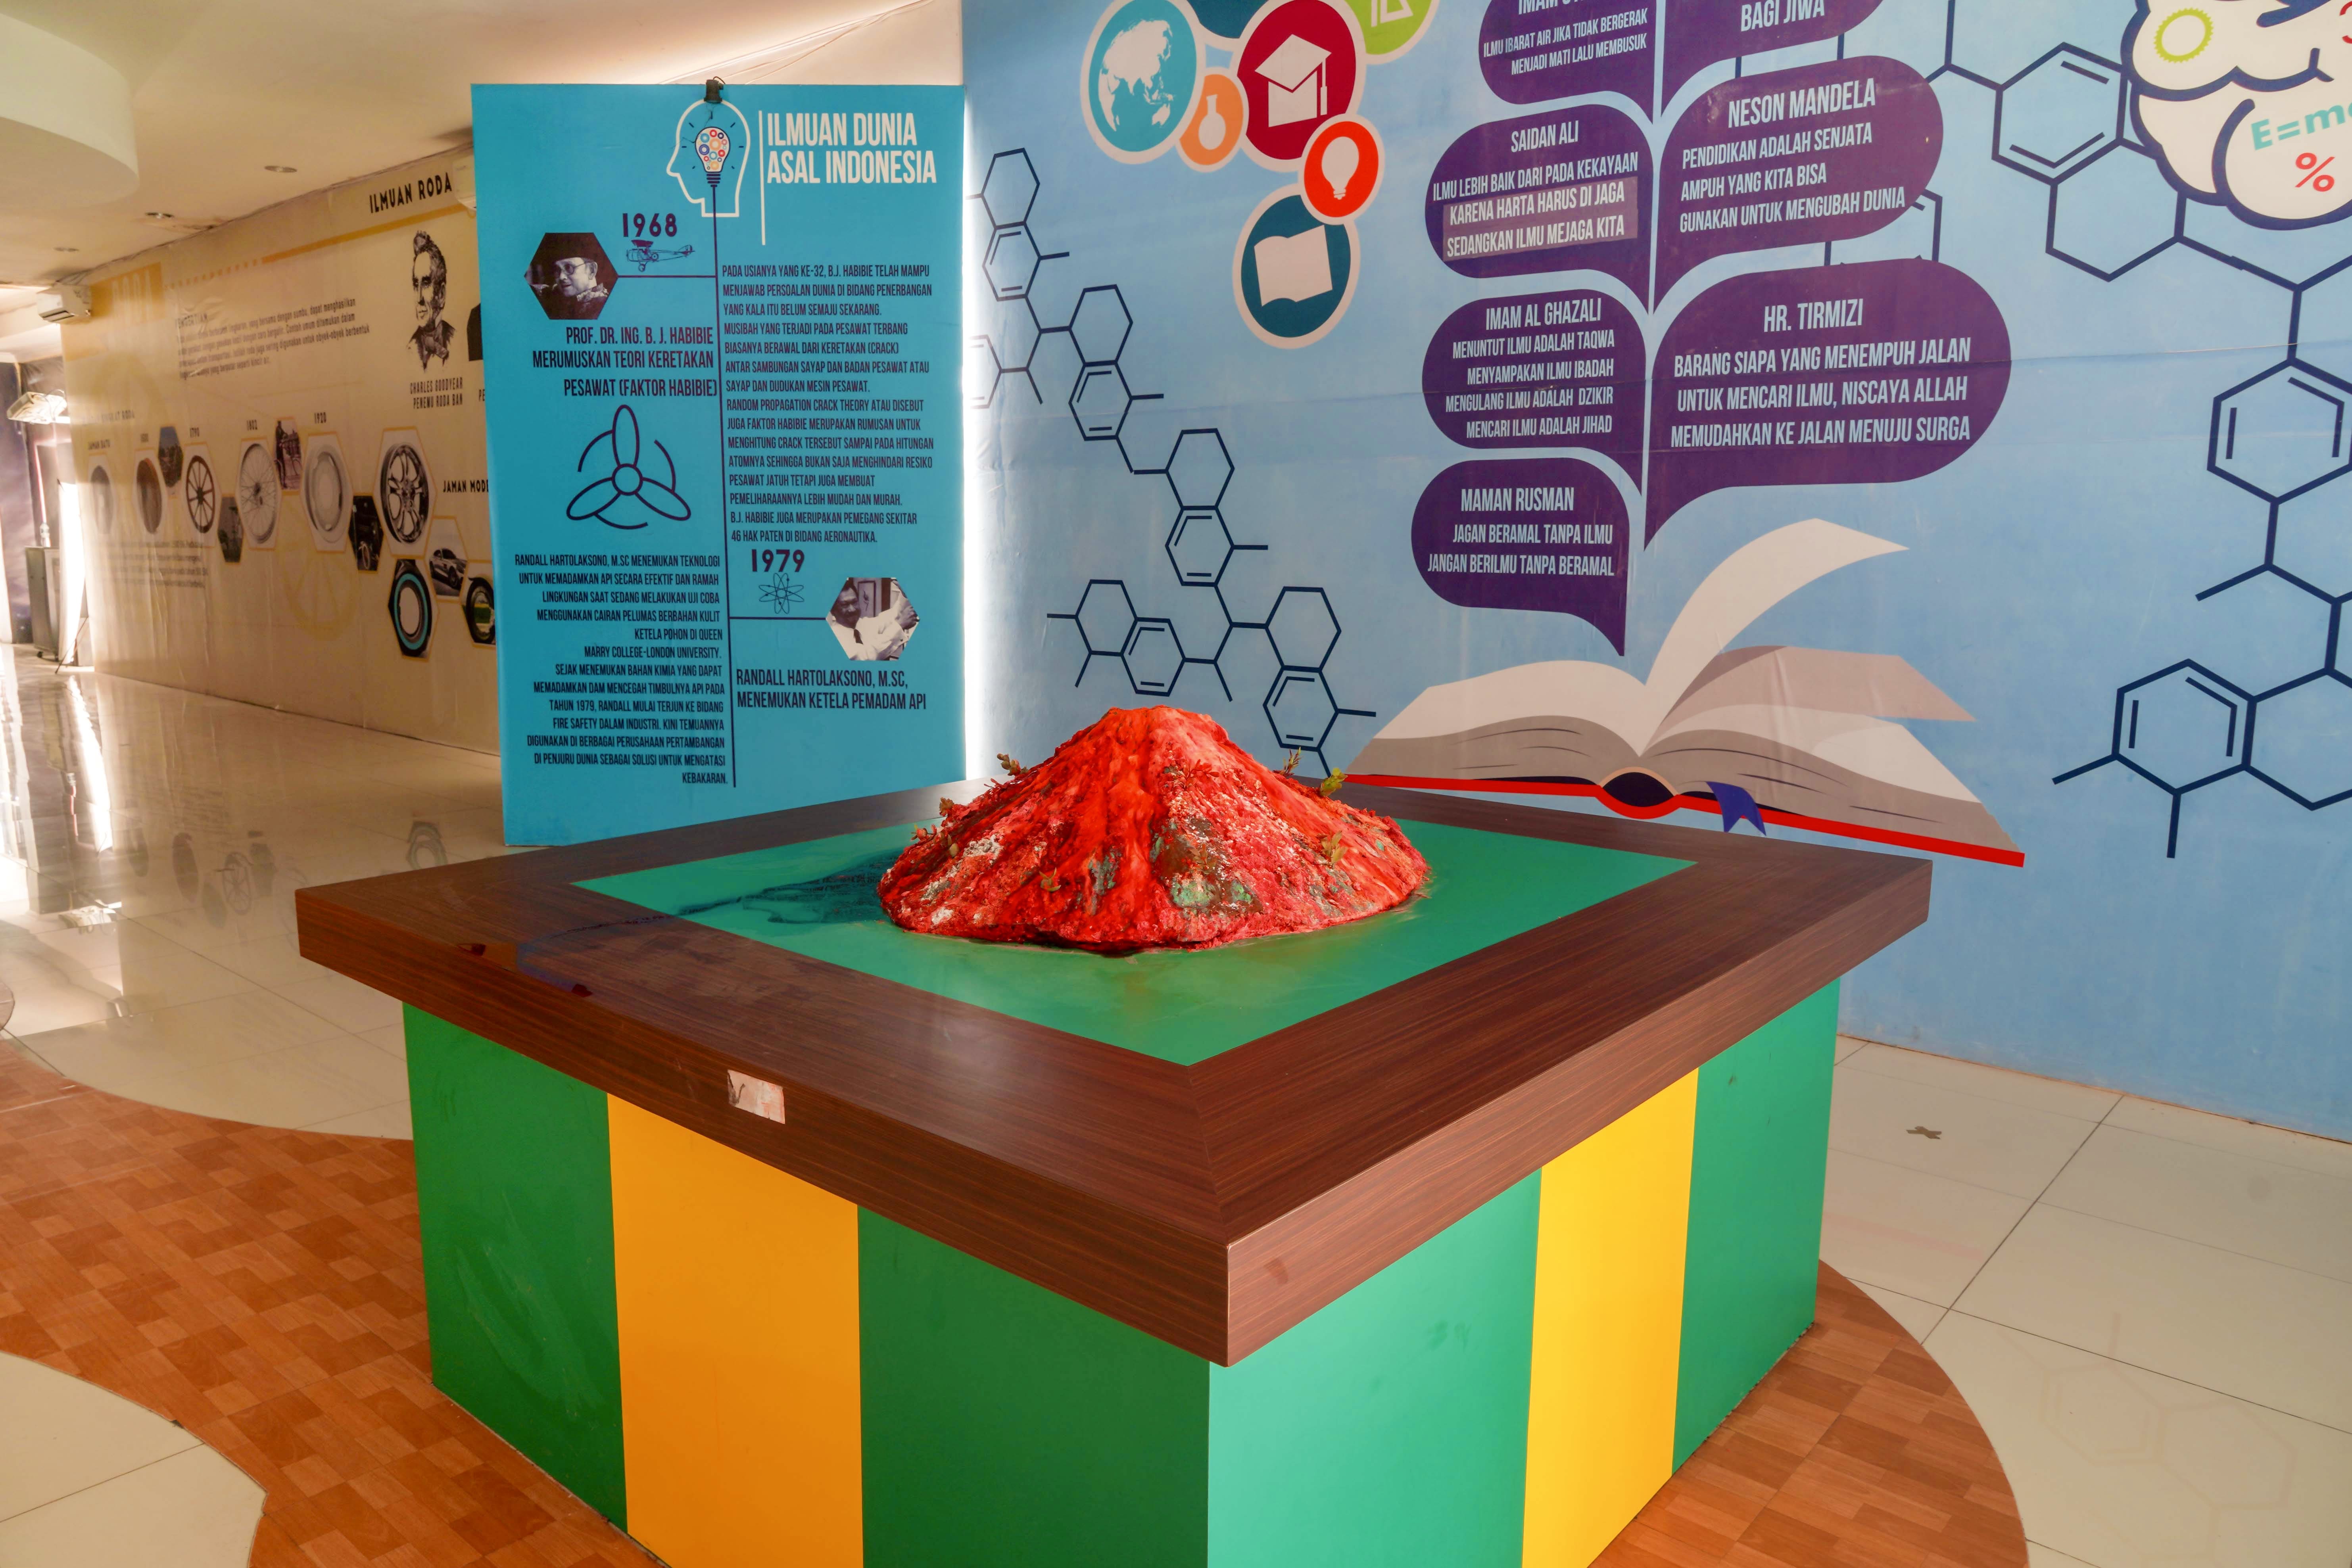 ILMUAN RODA
CHARLES GOODYEAR
PENEMU RODA BAN
1802
1928
JAMAN MODE
ILMUAN DUNIA
ASAL INDONESIA
1968
PROF. DR. ING. B. J. HABIBIE
MERUMUSKAN TEORI KERETAKAN
PESAWAT (FAKTOR HABIBIE)
PADA USIANYA YANG KE-32, B.J. HABIBIE TELAH MAMPU
MENJAWAB PERSOALAN DUNIA DI BIDANG PENERBANGAN
YANG KALA ITU BELUM SEMAJU SEKARANG.
MUSIBAH YANG TERJADI PADA PESAWAT TERBANG
BIASANYA BERAWAL DARI KERETAKAN (CRACK)
ANTAR SAMBUNGAN SAYAP DAN BADAN PESAWAT ATAU
SAYAP DAN DUDUKAN MESIN PESAWAT.
RANDOM PROPAGATION CRACK THEORY ATAU DISEBUT
JUGA FAKTOR HABIBIE MERUPAKAN RUMUSAN UNTUK
MENGHITUNG CRACK TERSEBUT SAMPAI PADA HITUNGAN
ATOMNYA SEHINGGA BUKAN SAJA MENGHINDARI RESIKO
PESAWAT JATUH TETAPI JUGA MEMBUAT
PEMELIHARAANNYA LEBIH MUDAH DAN MURAH.
B.J. HABIBIE JUGA MERUPAKAN PEMEGANG SEKITAR
46 HAK PATEN DI BIDANG AERONAUTIKA.
1979
RANDALL HARTOLAKSONO, M.SC,
MENEMUKAN KETELA PEMADAM API
RANDALL HARTOLAKSONO, M.SC MENEMUKAN TEKNOLOGI
UNTUK MEMADAMKAN API SECARA EFEKTIF DAN RAMAH
LINGKUNGAN SAAT SEDANG MELAKUKAN UJI COBA
MENGGUNAKAN CAIRAN PELUMAS BERBAHAN KULIT
KETELA POHON DI QUEEN
MARRY COLLEGE-LONDON UNIVERSITY.
SEJAK MENEMUKAN BAHAN KIMIA YANG DAPAT
MEMADAMKAN DAM MENCEGAH TIMBULNYA API PADA
TAHUN 1979, RANDALL MULAI TERJUN KE BIDANG
FIRE SAFETY DALAM INDUSTRI. KINI TEMUANNYA
DIGUNAKAN DI BERBAGAI PERUSAHAAN PERTAMBANGAN
DI PENJURU DUNIA SEBAGAI SOLUSI UNTUK MENGATASI
KEBAKARAN.
IMAM
ILMU IBARAT AIR JIKA TIDAK BERGERAK
MENJADI MATI LALU MEMBUSUK
BAGI JIWA
SAIDAN ALI
ILMU LEBIH BAIK DARI PADA KEKAYAAN
KARENA HARTA HARUS DI JAGA
SEDANGKAN ILMU MEJAGA KITA
NESON MANDELA
PENDIDIKAN ADALAH SENJATA
AMPUH YANG KITA BISA
GUNAKAN UNTUK MENGUBAH DUNIA
IMAM AL GHAZALI
MENUNTUT ILMU ADALAH TAQWA
MENYAMPAKAN ILMU IBADAH
MENGULANG ILMU ADALAH DZIKIR
MENCARI ILMU ADALAH JIHAD
HR. TIRMIZI
BARANG SIAPA YANG MENEMPUH JALAN
UNTUK MENCARI ILMU, NISCAYA ALLAH
MEMUDAHKAN KE JALAN MENUJU SURGA
MAMAN RUSMAN
JAGAN BERAMAL TANPA ILMU
JANGAN BERILMU TANPA BERAMAL
E=m
%